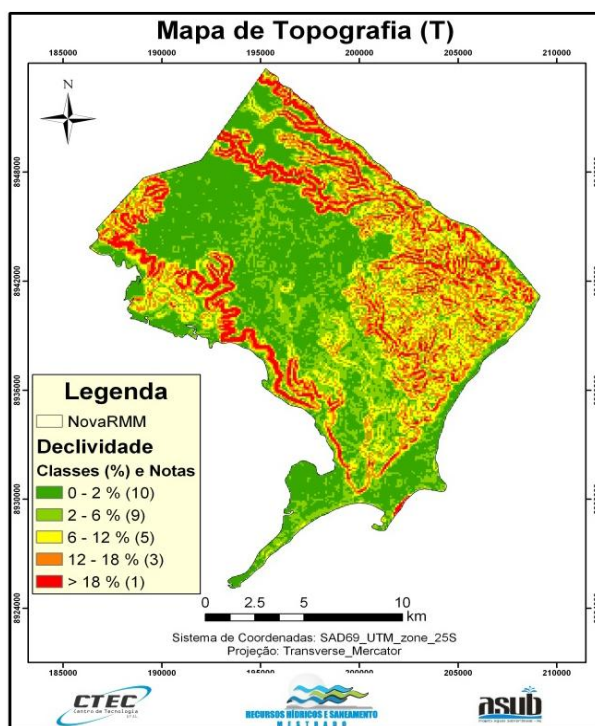 Mapa de Topografia (T)
185000 190000 195000 200000 205000 210000
N
8948000
8942000
8936000
8930000
8924000
Legenda
NovaRMM
Declividade
Classes (%) e Notas
0 - 2 % (10)
2 - 6 % (9)
6 - 12 % (5)
12 - 18 % (3)
> 18 % (1)
0 2.5 5 10
km
Sistema de Coordenadas: SAD69_UTM_zone_25S
Projeção: Transverse_Mercator
185000 190000 195000 200000 205000 210000
CTEC
Centro de Tecnologia
RECURSOS HÍDRICOS E SANEAMENTO
MESTRADO
asub